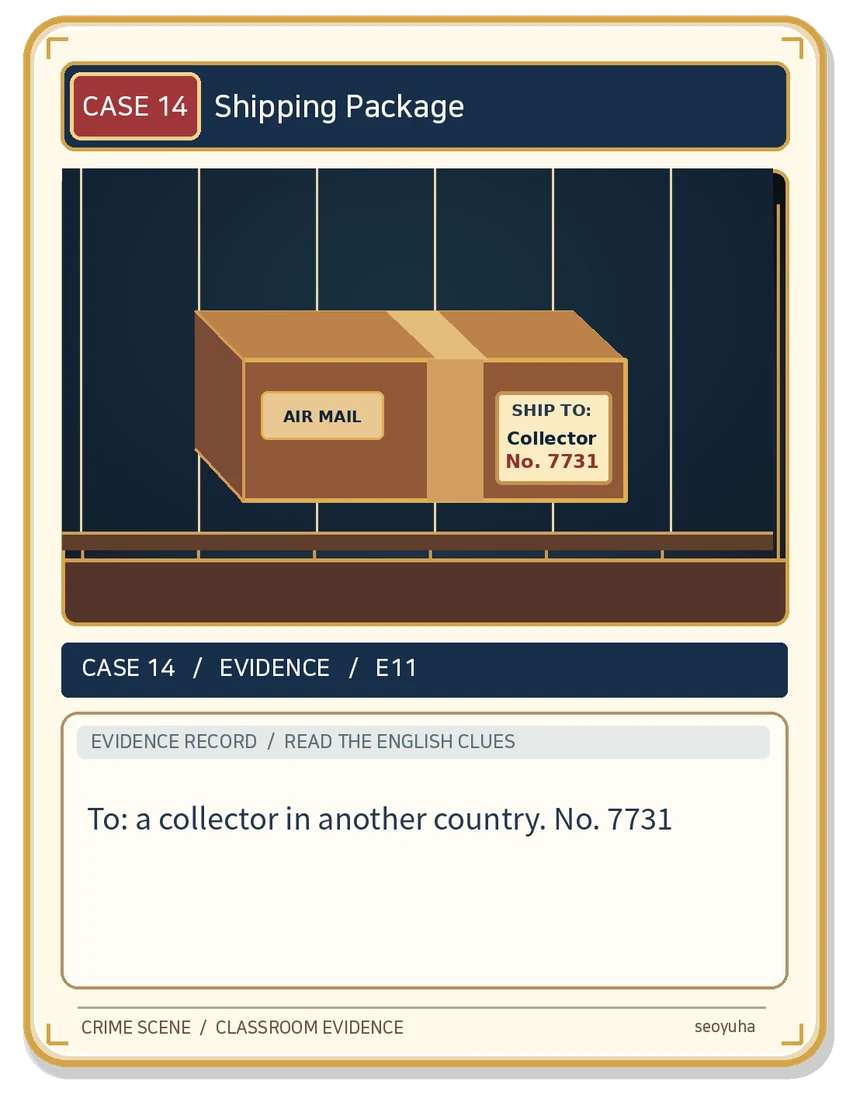 CASE 14 Shipping Package
AIR MAIL
SHIP TO:
Collector
No. 7731
CASE 14 / EVIDENCE / E11
EVIDENCE RECORD / READ THE ENGLISH CLUES
To: a collector in another country. No. 7731
CRIME SCENE / CLASSROOM EVIDENCE
seoyuha